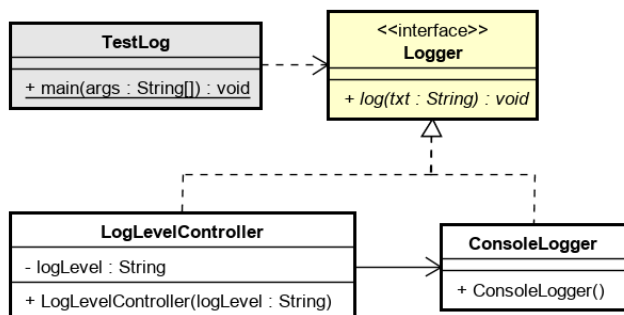 TestLog
+ main(args : String[]) : void
<<interface>>
Logger
+ log(txt : String) : void
LogLevelController
- logLevel : String
+ LogLevelController(logLevel : String)
ConsoleLogger
+ ConsoleLogger()